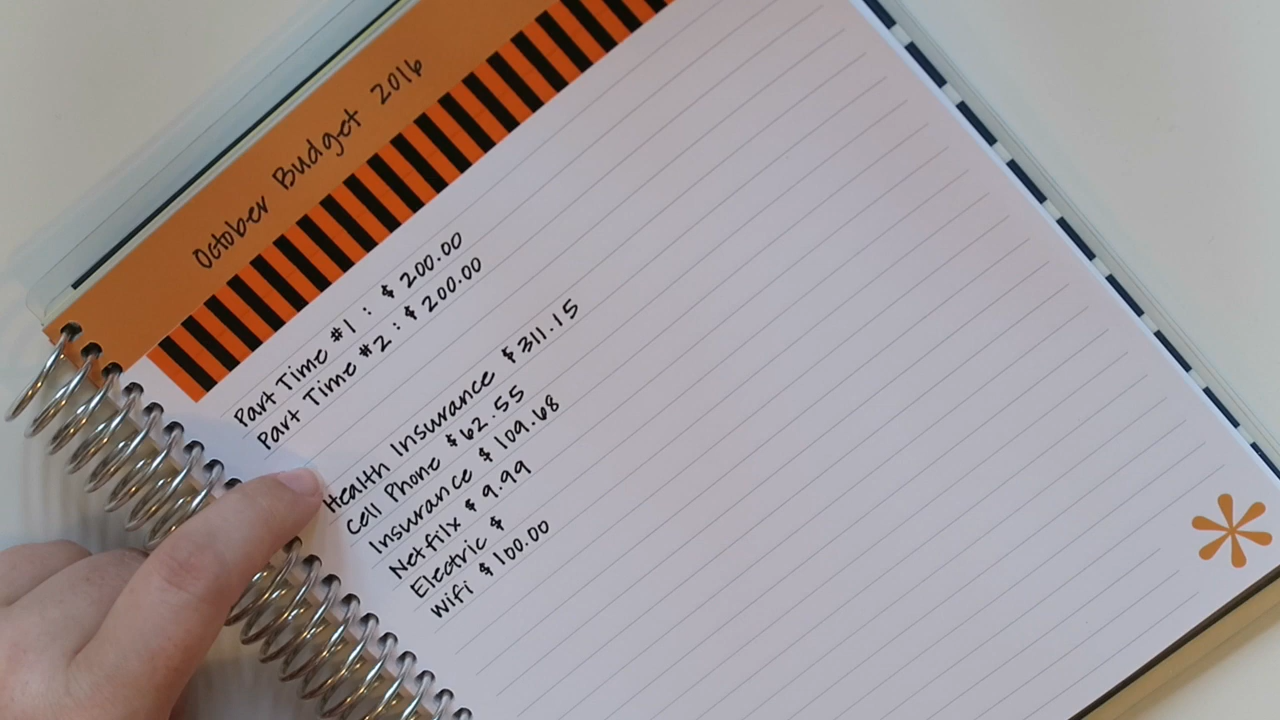 October Budget 2016
Part Time #1 : $ 200.00
Part Time #2 : $ 200.00
Health Insurance $311.15
Cell Phone $62.55
Insurance $109.68
Netfilx $9.99
Electric $
Wifi $100.00